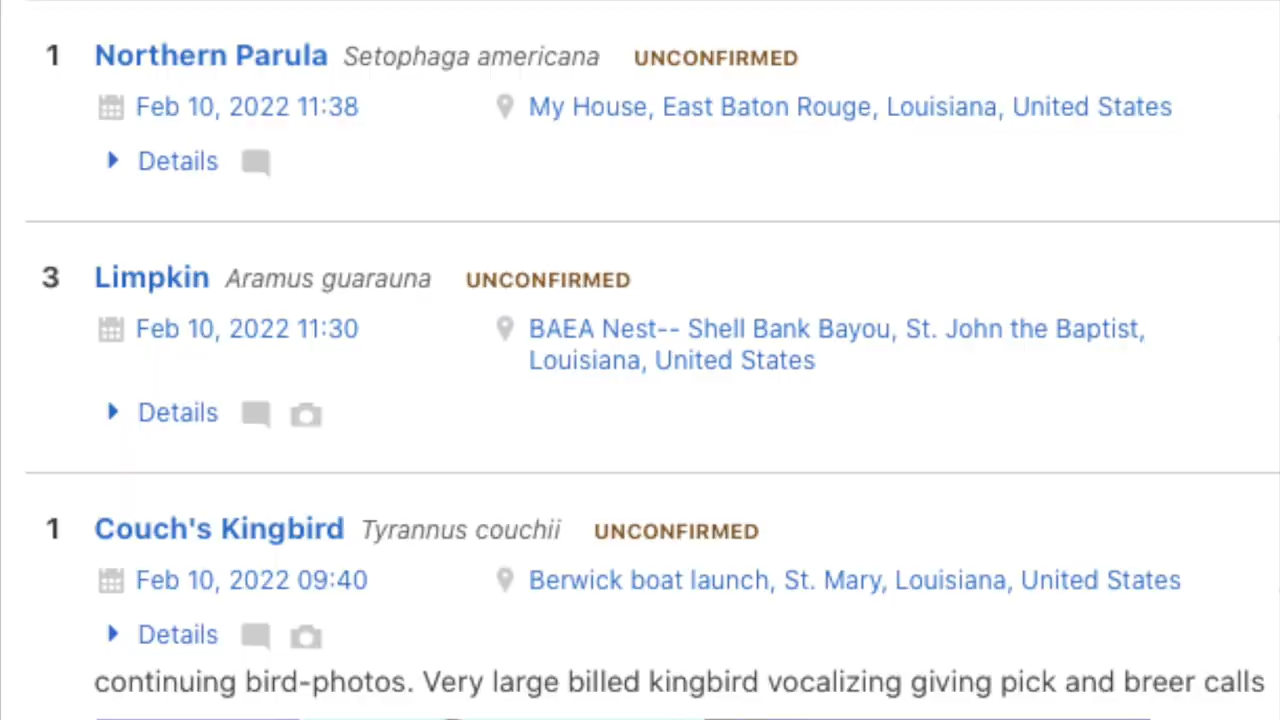 1 Northern Parula Setophaga americana UNCONFIRMED
Feb 10, 2022 11:38 My House, East Baton Rouge, Louisiana, United States
Details
3 Limpkin Aramus guarauna UNCONFIRMED
Feb 10, 2022 11:30 BAEA Nest-- Shell Bank Bayou, St. John the Baptist,
Louisiana, United States
Details
1 Couch's Kingbird Tyrannus couchii UNCONFIRMED
Feb 10, 2022 09:40 Berwick boat launch, St. Mary, Louisiana, United States
Details
continuing bird-photos. Very large billed kingbird vocalizing giving pick and breer calls